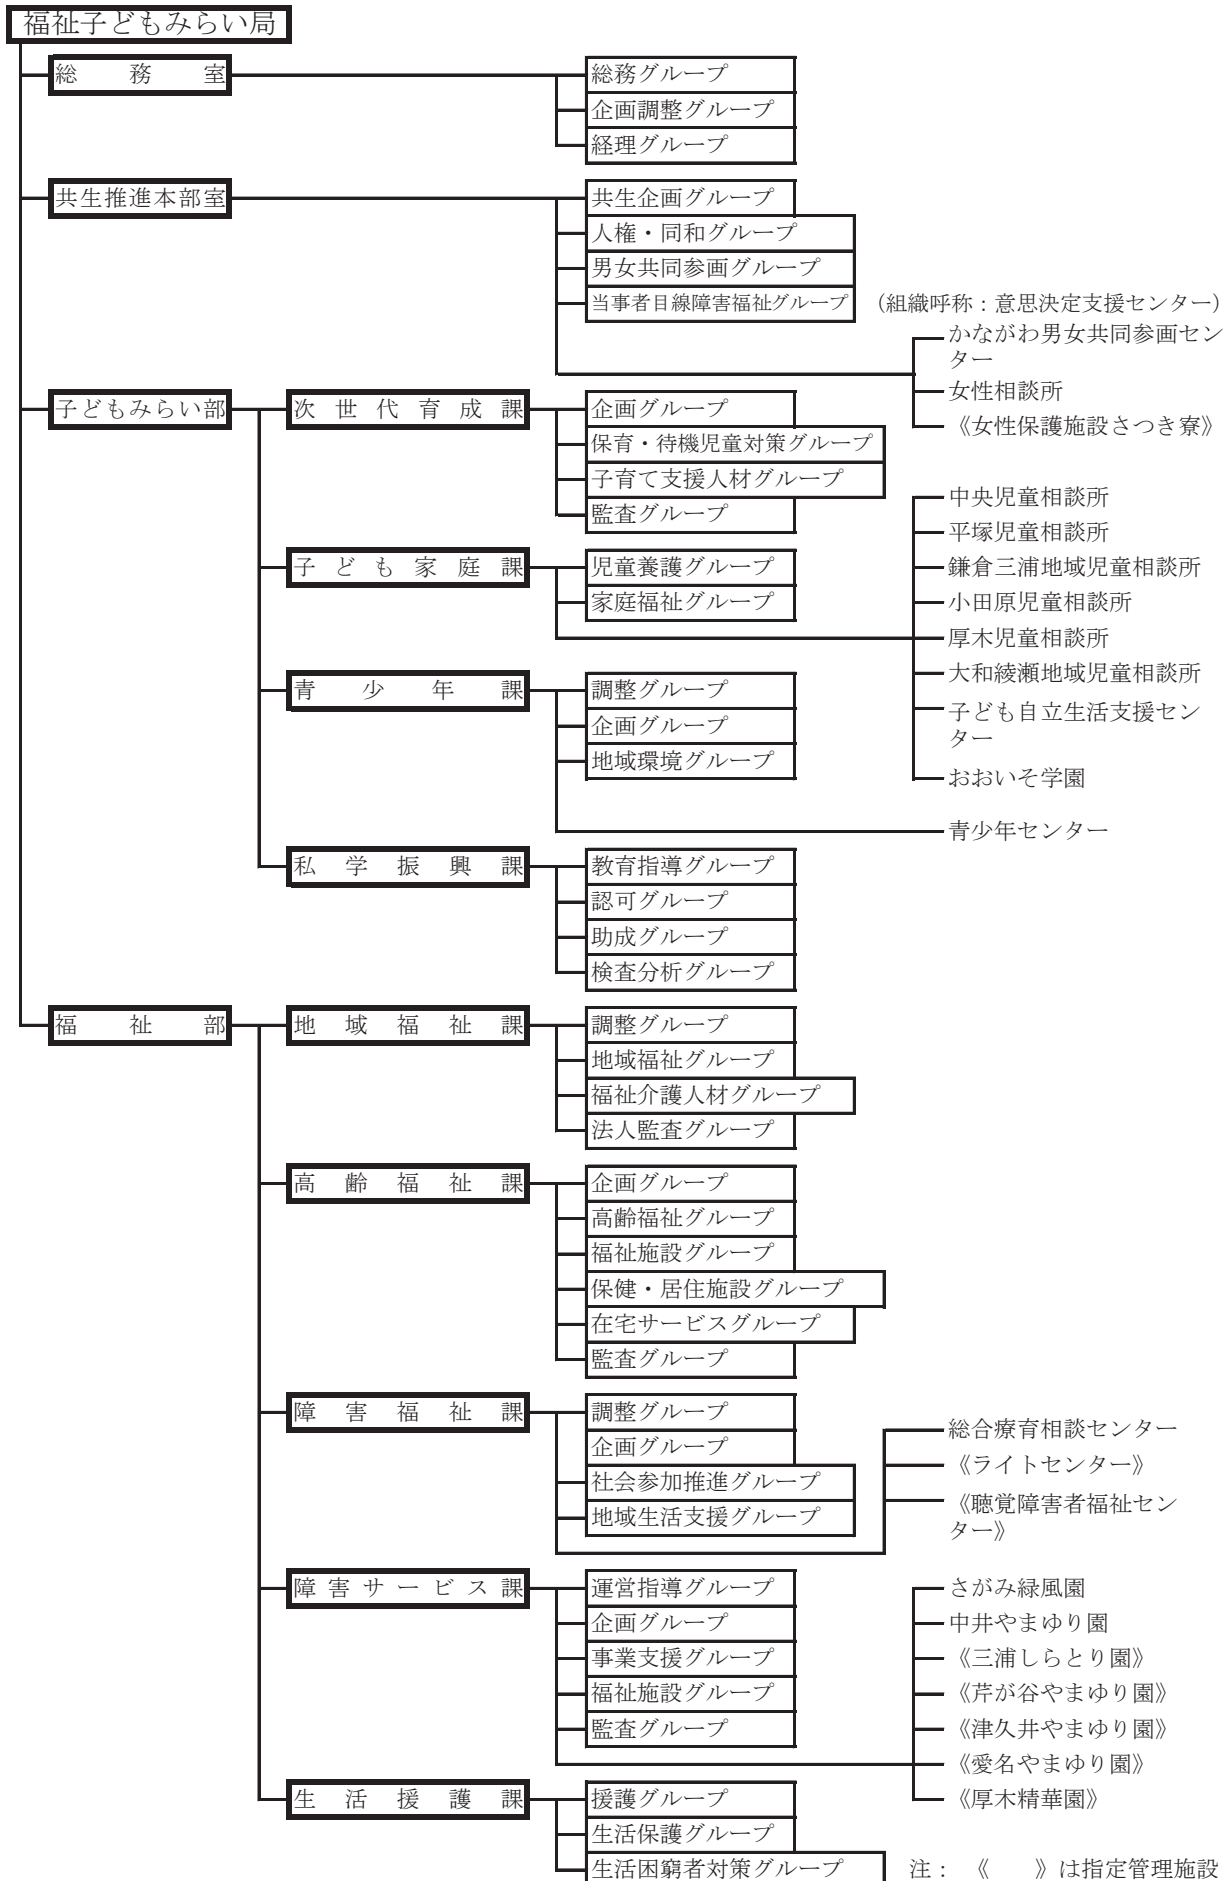 福祉子どもみらい局
総務室
総務グループ
企画調整グループ
経理グループ
共生推進本部室
共生企画グループ
人権・同和グループ
男女共同参画グループ
当事者目線障害福祉グループ （組織呼称：意思決定支援センター）
かながわ男女共同参画セン
ター
女性相談所
《女性保護施設さつき寮》
子どもみらい部
次世代育成課
企画グループ
保育・待機児童対策グループ
子育て支援人材グループ
監査グループ
子ども家庭課
児童養護グループ
家庭福祉グループ
中央児童相談所
平塚児童相談所
鎌倉三浦地域児童相談所
小田原児童相談所
厚木児童相談所
大和綾瀬地域児童相談所
子ども自立生活支援セン
ター
おおいそ学園
青少年課
調整グループ
企画グループ
地域環境グループ
青少年センター
私学振興課
教育指導グループ
認可グループ
助成グループ
検査分析グループ
福祉部
地域福祉課
調整グループ
地域福祉グループ
福祉介護人材グループ
法人監査グループ
高齢福祉課
企画グループ
高齢福祉グループ
福祉施設グループ
保健・居住施設グループ
在宅サービスグループ
監査グループ
障害福祉課
調整グループ
企画グループ
社会参加推進グループ
地域生活支援グループ
総合療育相談センター
《ライトセンター》
《聴覚障害者福祉セン
ター》
障害サービス課
運営指導グループ
企画グループ
事業支援グループ
福祉施設グループ
監査グループ
さがみ緑風園
中井やまゆり園
《三浦しらとり園》
《芹が谷やまゆり園》
《津久井やまゆり園》
《愛名やまゆり園》
《厚木精華園》
生活援護課
援護グループ
生活保護グループ
生活困窮者対策グループ
注： 《　　》は指定管理施設